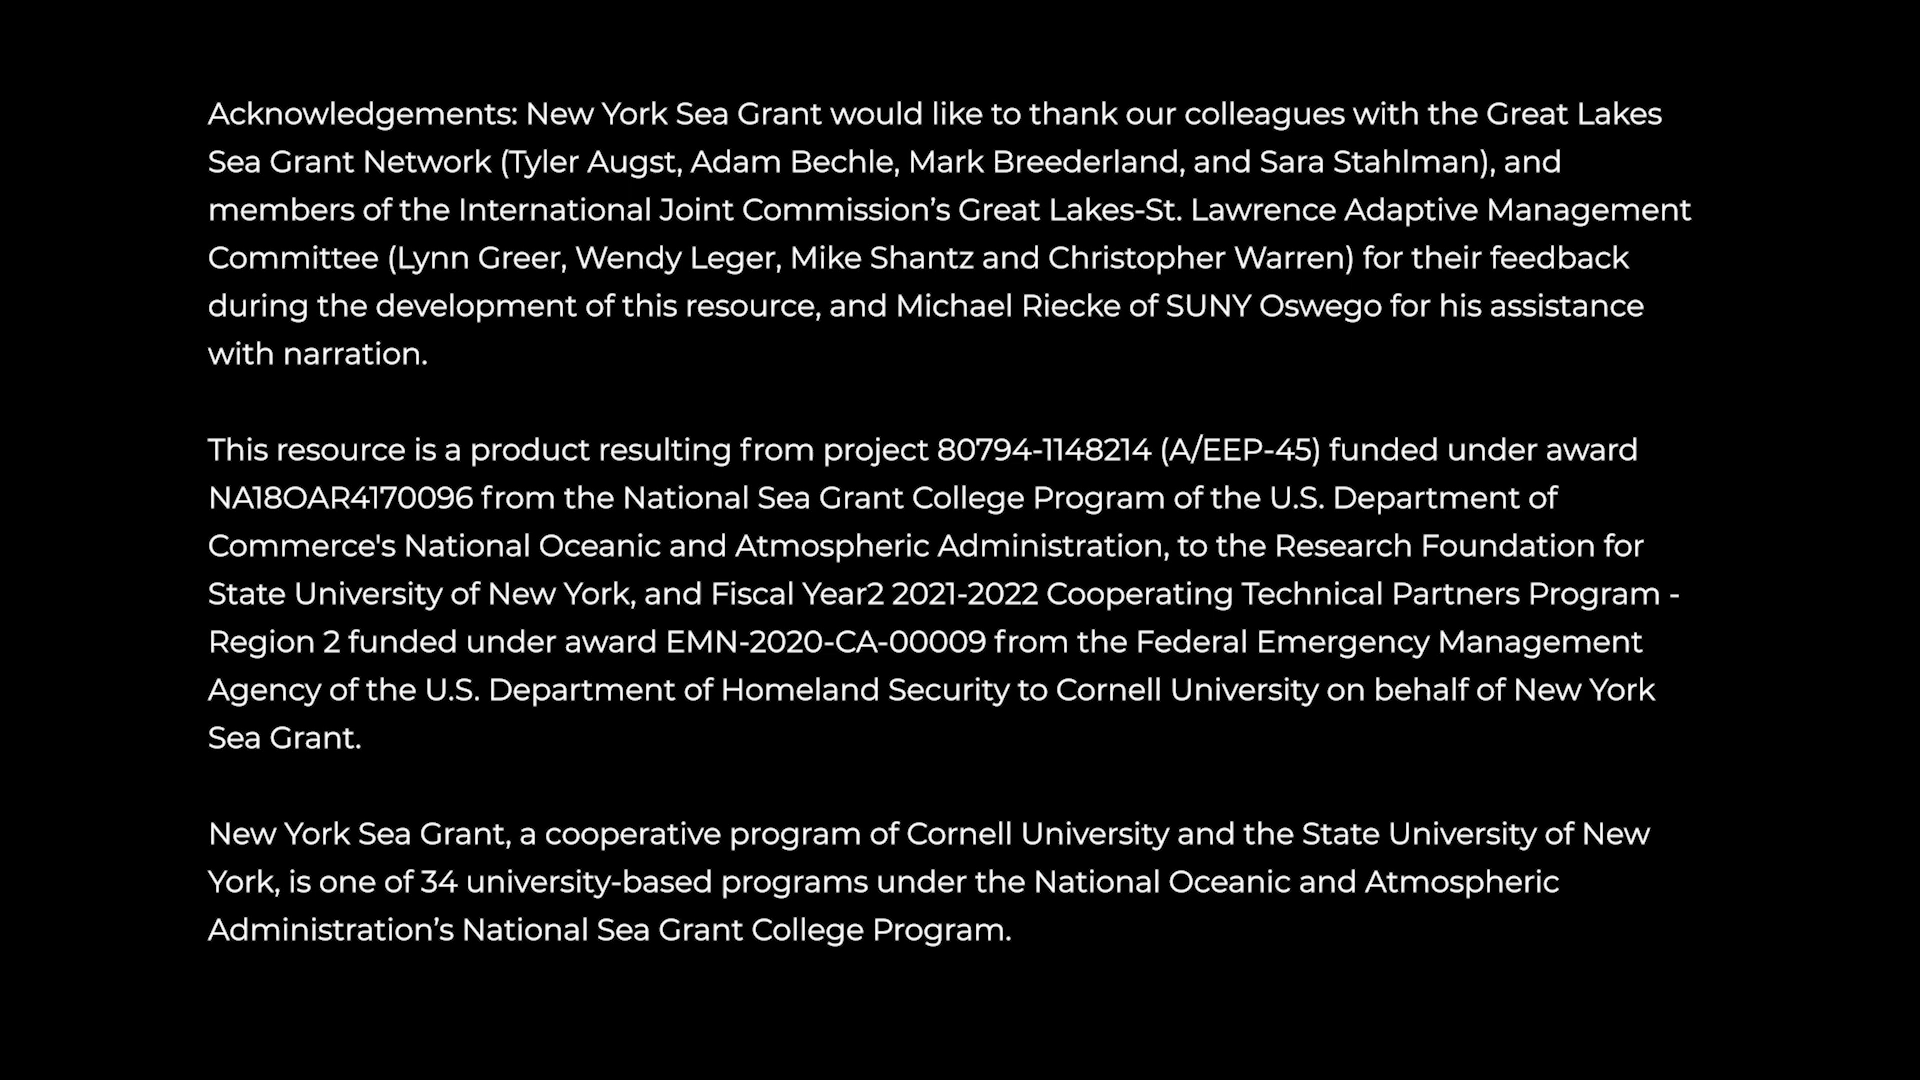 Acknowledgements: New York Sea Grant would like to thank our colleagues with the Great Lakes
Sea Grant Network (Tyler Augst, Adam Bechle, Mark Breederland, and Sara Stahlman), and
members of the International Joint Commission’s Great Lakes-St. Lawrence Adaptive Management
Committee (Lynn Greer, Wendy Leger, Mike Shantz and Christopher Warren) for their feedback
during the development of this resource, and Michael Riecke of SUNY Oswego for his assistance
with narration.
This resource is a product resulting from project 80794-1148214 (A/EEP-45) funded under award
NA18OAR4170096 from the National Sea Grant College Program of the U.S. Department of
Commerce's National Oceanic and Atmospheric Administration, to the Research Foundation for
State University of New York, and Fiscal Year2 2021-2022 Cooperating Technical Partners Program -
Region 2 funded under award EMN-2020-CA-00009 from the Federal Emergency Management
Agency of the U.S. Department of Homeland Security to Cornell University on behalf of New York
Sea Grant.
New York Sea Grant, a cooperative program of Cornell University and the State University of New
York, is one of 34 university-based programs under the National Oceanic and Atmospheric
Administration’s National Sea Grant College Program.